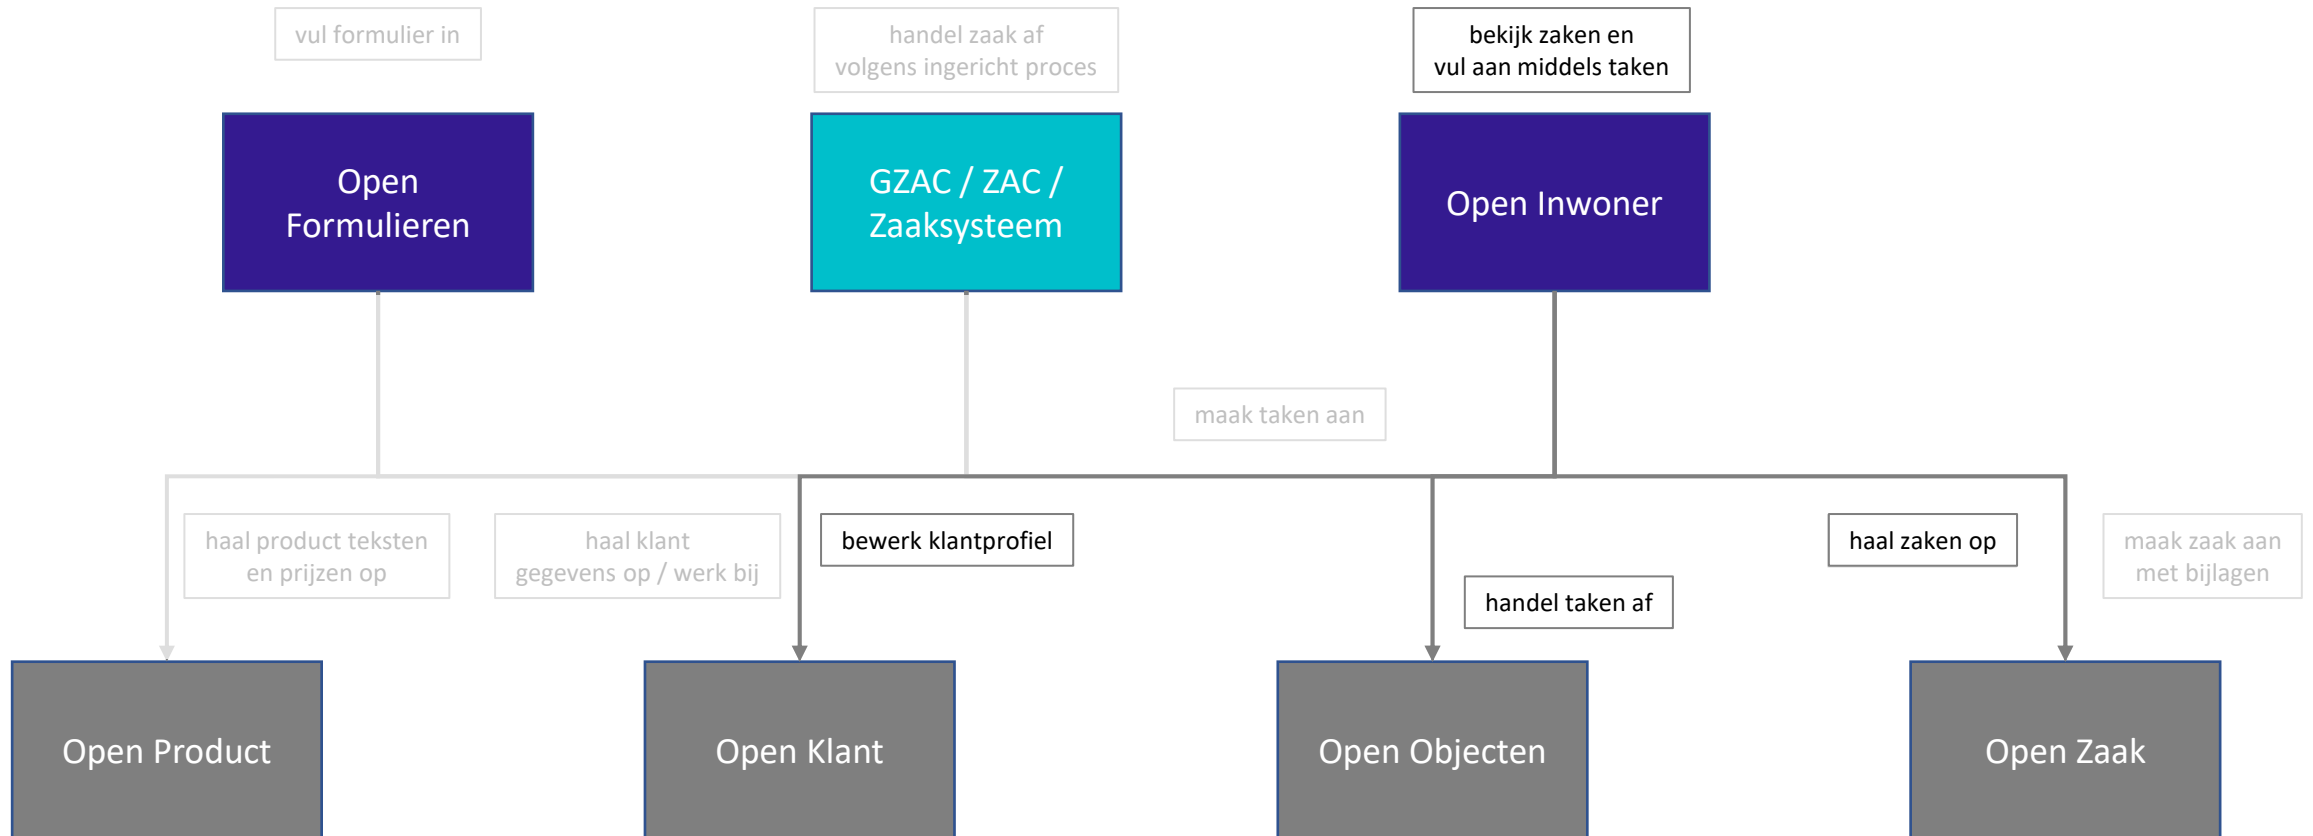 vul formulier in
handel zaak af
volgens ingericht proces
bekijk zaken en
vul aan middels taken
Open
Formulieren
GZAC / ZAC /
Zaaksysteem
Open Inwoner
maak taken aan
haal product teksten
en prijzen op
haal klant
gegevens op / werk bij
bewerk klantprofiel
handel taken af
haal zaken op
maak zaak aan
met bijlagen
Open Product
Open Klant
Open Objecten
Open Zaak